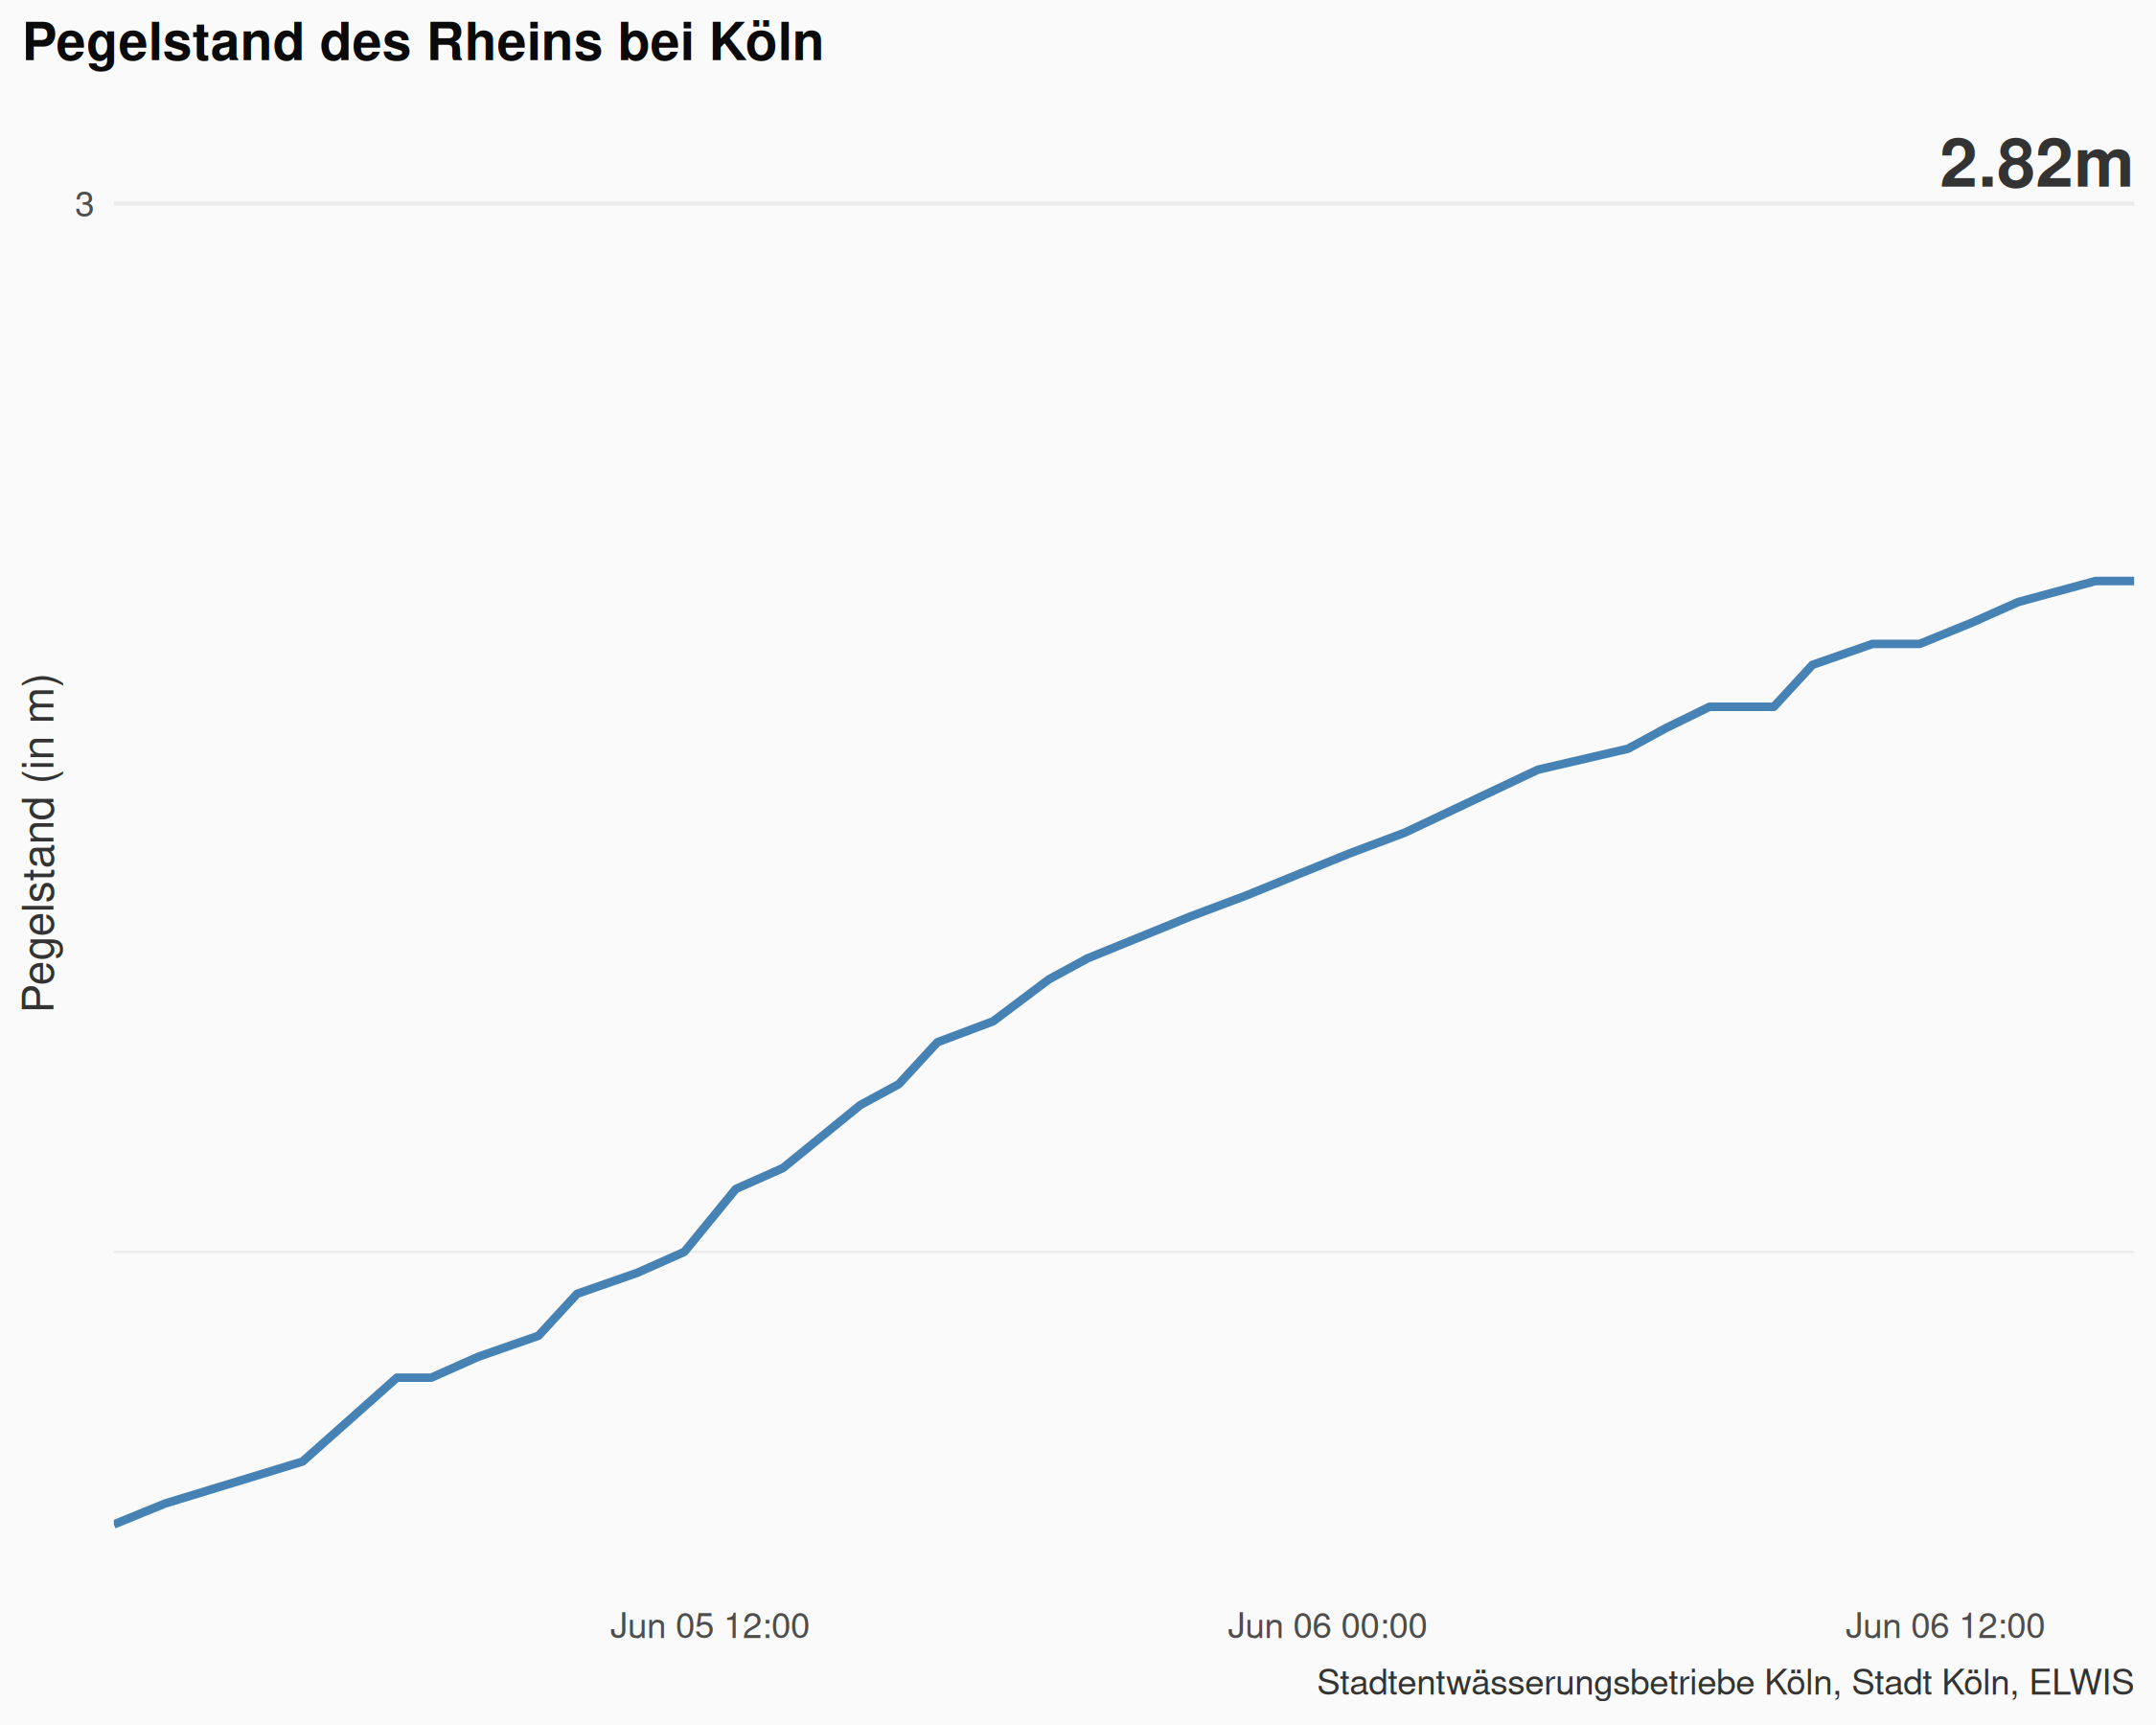 Pegelstand des Rheins bei Köln
2.82m
3
Pegelstand (in m)
Jun 05 12:00
Jun 06 00:00
Jun 06 12:00
Stadtentwässerungsbetriebe Köln, Stadt Köln, ELWIS